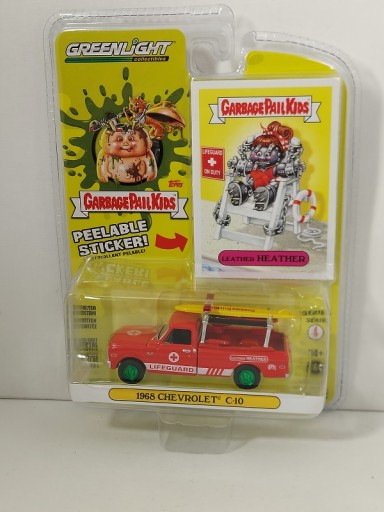 GREENLIGHT
collectibles
Topps
GARBAGE PAIL KIDS
PEELABLE
STICKER!
GARBAGE PAIL KIDS
LIFEGUARD
ON DUTY
LEATHER HEATHER
LIFEGUARD
1968 CHEVROLET® C-10